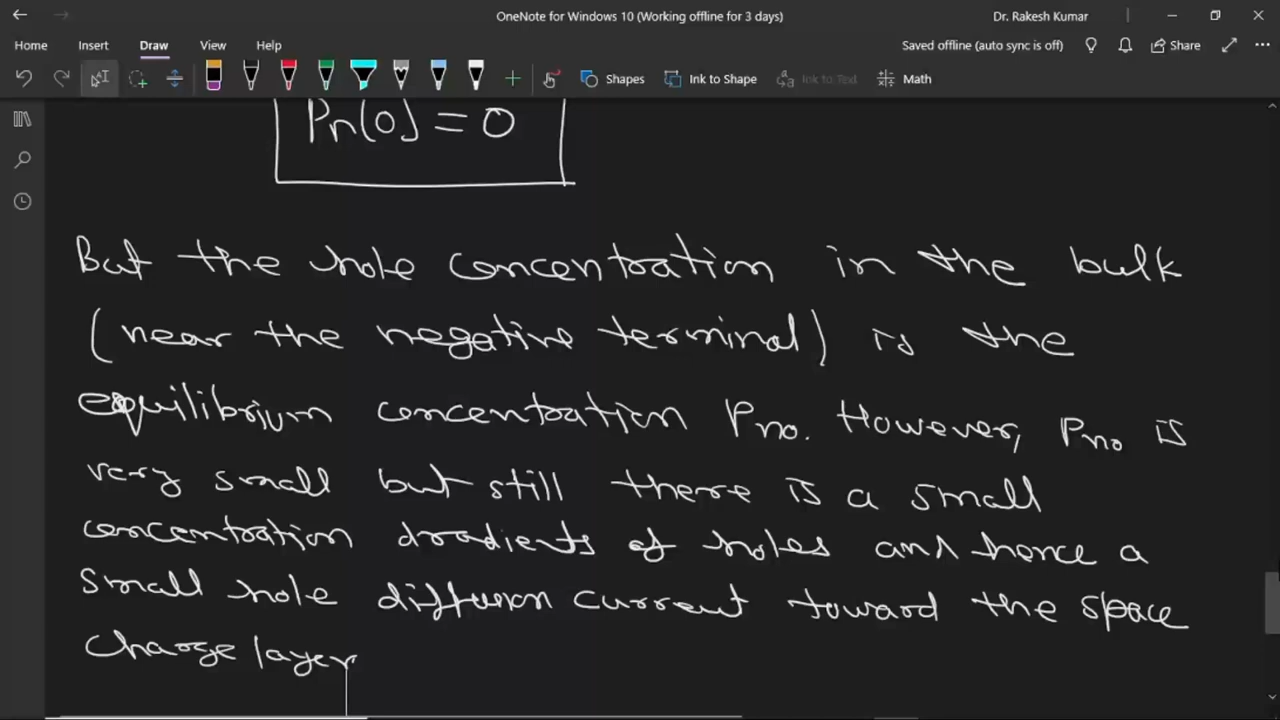 OneNote for Windows 10 (Working offline for 3 days)
Dr. Rakesh Kumar
Home Insert Draw View Help
Saved offline (auto sync is off) Share
Shapes Ink to Shape Ink to Text Math
Pn(0) = 0
But the hole concentration in the bulk
(near the negative terminal) is the
equilibrium concentration Pno. However, Pno is
very small but still there is a small
concentration dradients of holes and hence a
small hole diffusion current toward the space
charge layer